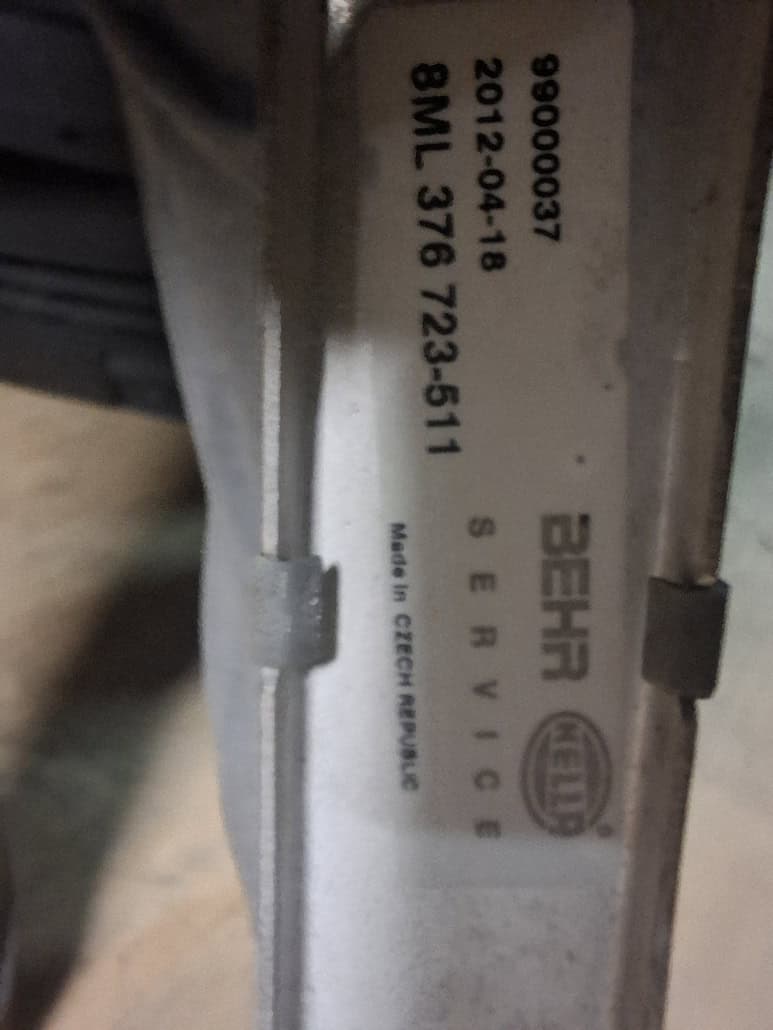 99000037
2012-04-18
8ML 376 723-511
BEHR HELLA
SERVICE
Made in CZECH REPUBLIC